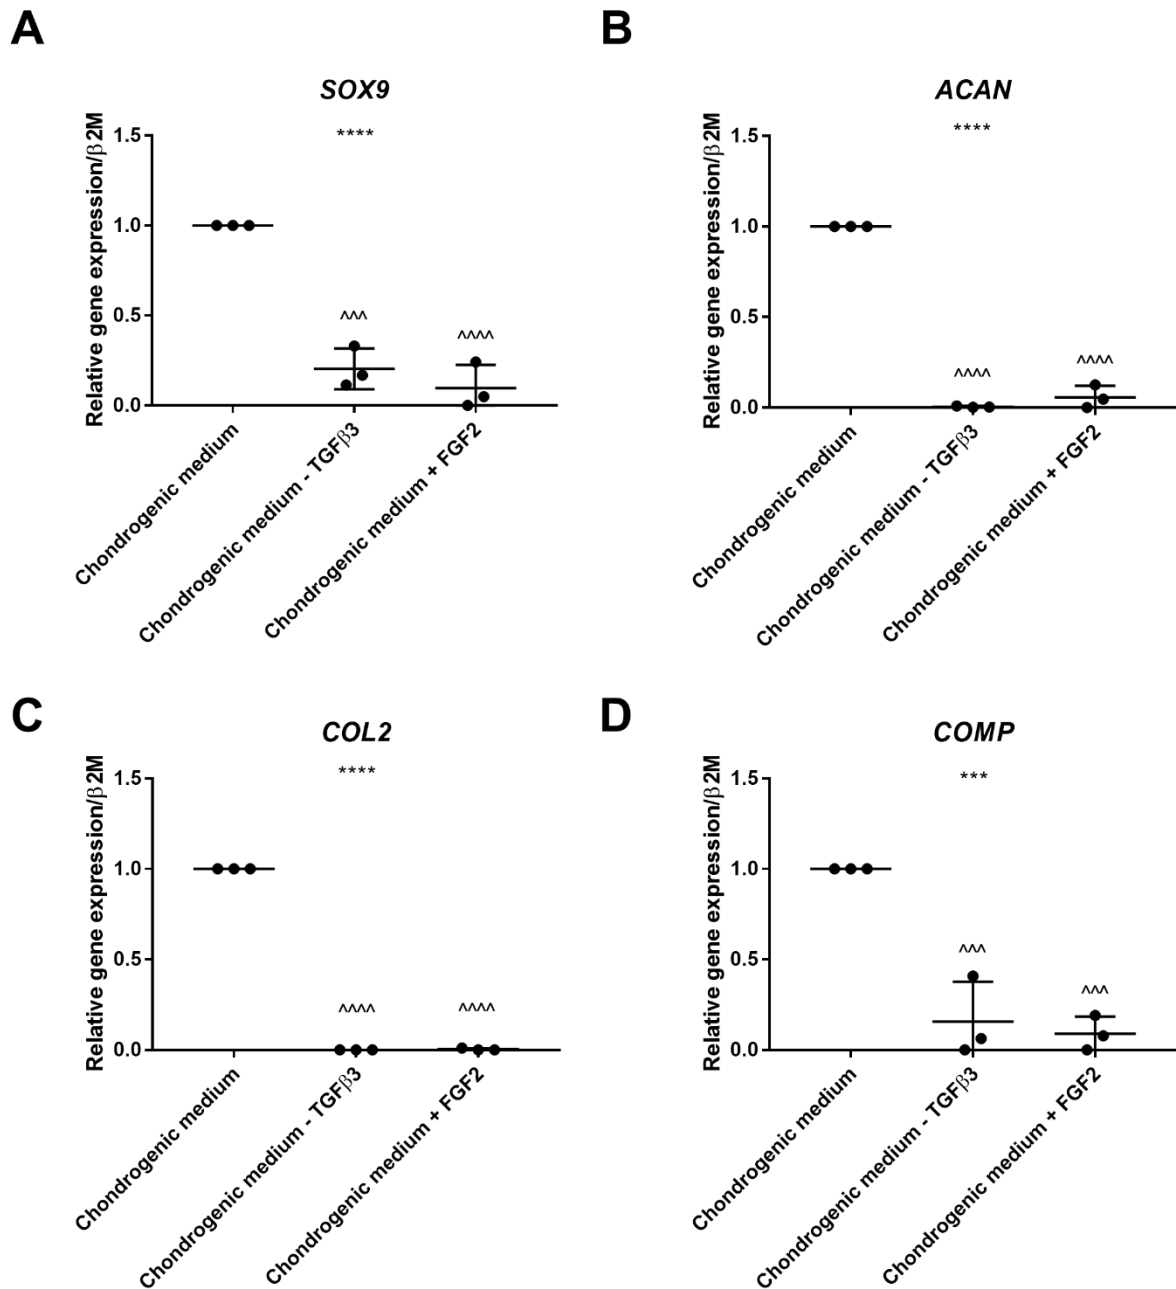 A
SOX9
****
Relative gene expression/β2M
1.5
1.0
0.5
0.0
^^^
^^^^
Chondrogenic medium
Chondrogenic medium - TGFβ3
Chondrogenic medium + FGF2
B
ACAN
****
Relative gene expression/β2M
1.5
1.0
0.5
0.0
^^^^
^^^^
Chondrogenic medium
Chondrogenic medium - TGFβ3
Chondrogenic medium + FGF2
C
COL2
****
Relative gene expression/β2M
1.5
1.0
0.5
0.0
^^^^
^^^^
Chondrogenic medium
Chondrogenic medium - TGFβ3
Chondrogenic medium + FGF2
D
COMP
***
Relative gene expression/β2M
1.5
1.0
0.5
0.0
^^^
^^^
Chondrogenic medium
Chondrogenic medium - TGFβ3
Chondrogenic medium + FGF2